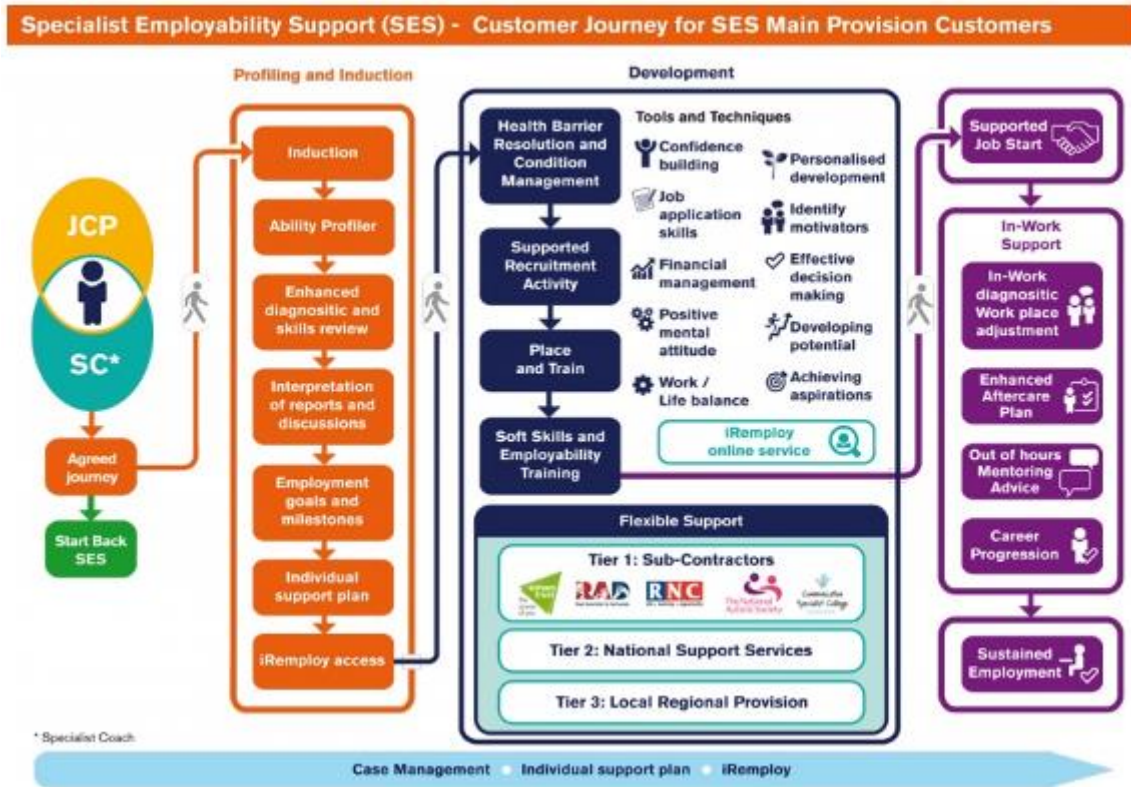 Specialist Employability Support (SES) - Customer Journey for SES Main Provision Customers
Profiling and Induction
Development
JCP
SC*
Agreed
journey
Start Back
SES
Induction
Ability Profiler
Enhanced
diagnositic and
skills review
Interpretation
of reports and
discussions
Employment
goals and
milestones
Individual
support plan
iRemploy access
Health Barrier
Resolution and
Condition
Management
Supported
Recruitment
Activity
Place
and Train
Soft Skills and
Employability
Training
Tools and Techniques
Confidence
building
Personalised
development
Job
application
skills
Identify
motivators
Financial
management
Effective
decision
making
Positive
mental
attitude
Developing
potential
Work /
Life balance
Achieving
aspirations
iRemploy
online service
Flexible Support
Tier 1: Sub-Contractors
RAD
RNC
The National
Autistic Society
Communication
Specialist College
Tier 2: National Support Services
Tier 3: Local Regional Provision
Supported
Job Start
In-Work
Support
In-Work
diagnositic
Work place
adjustment
Enhanced
Aftercare
Plan
Out of hours
Mentoring
Advice
Career
Progression
Sustained
Employment
* Specialist Coach
Case Management Individual support plan iRemploy